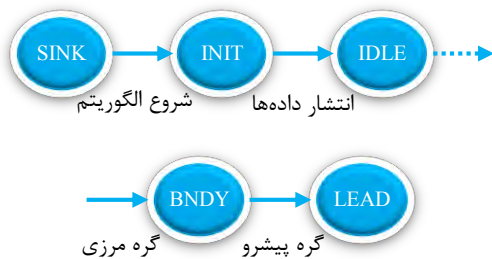 SINK INIT IDLE
شروع الگوریتم انتشار داده‌ها
BNDY LEAD
گره مرزی گره پیشرو